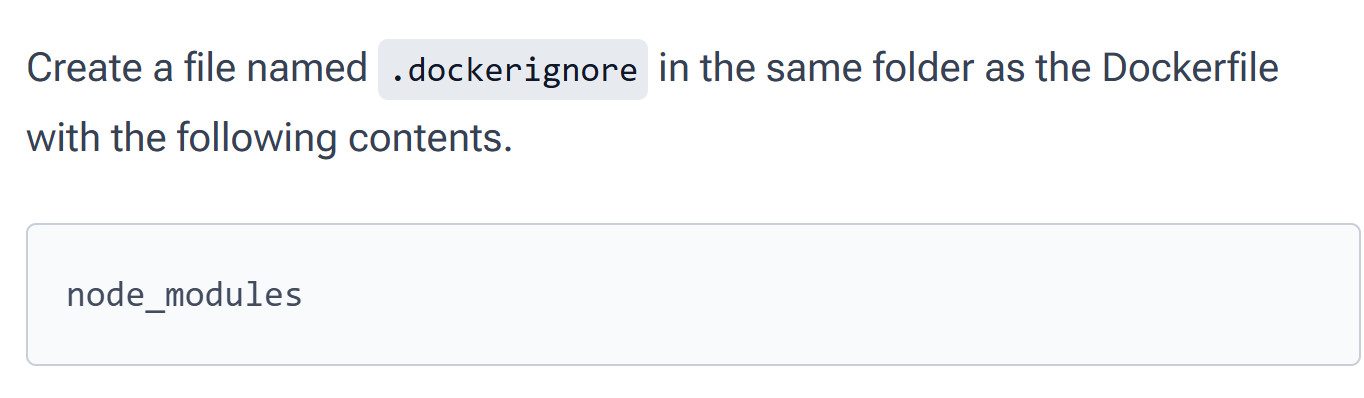 Create a file named .dockerignore in the same folder as the Dockerfile
with the following contents.
node_modules